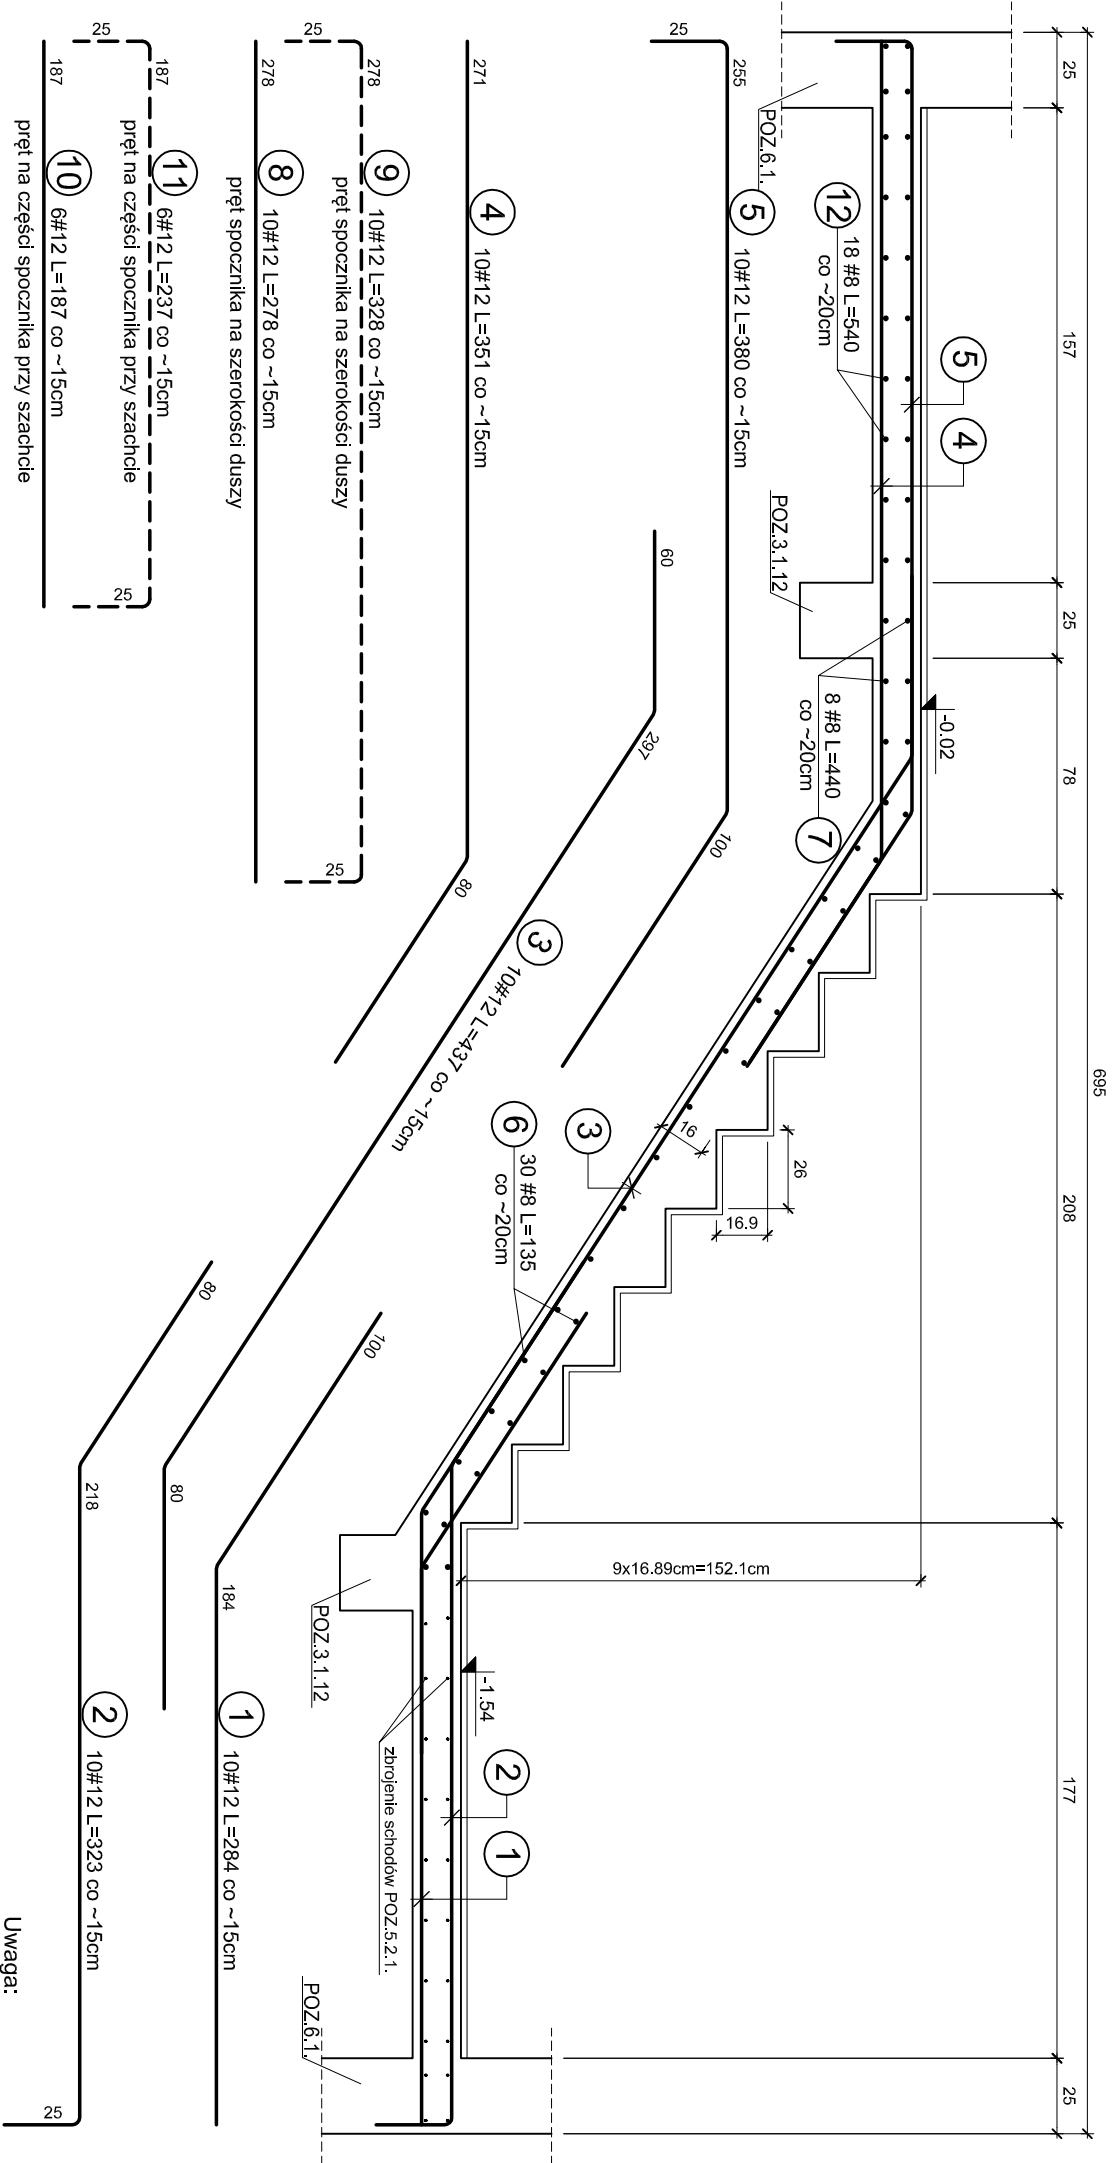 695
25
157
25
78
208
177
25
-0.02
5
4
POZ.6.1.
12
18 #8 L=540
co ~20cm
POZ.3.1.12
8 #8 L=440
co ~20cm
7
26
16.9
16
3
6
30 #8 L=135
co ~20cm
9x16.89cm=152.1cm
-1.54
POZ.3.1.12
zbrojenie schodów POZ.5.2.1.
2
1
POZ.6.1.
25
255
5
10#12 L=380 co ~15cm
100
271
4
10#12 L=351 co ~15cm
80
60
297
3
10#12 L=437 co ~15cm
80
100
184
1
10#12 L=284 co ~15cm
80
218
2
10#12 L=323 co ~15cm
25
25
278
9
10#12 L=328 co ~15cm
pręt spocznika na szerokości duszy
25
278
8
10#12 L=278 co ~15cm
pręt spocznika na szerokości duszy
25
187
11
6#12 L=237 co ~15cm
pręt na części spocznika przy szachcie
25
187
10
6#12 L=187 co ~15cm
pręt na części spocznika przy szachcie
Uwaga: